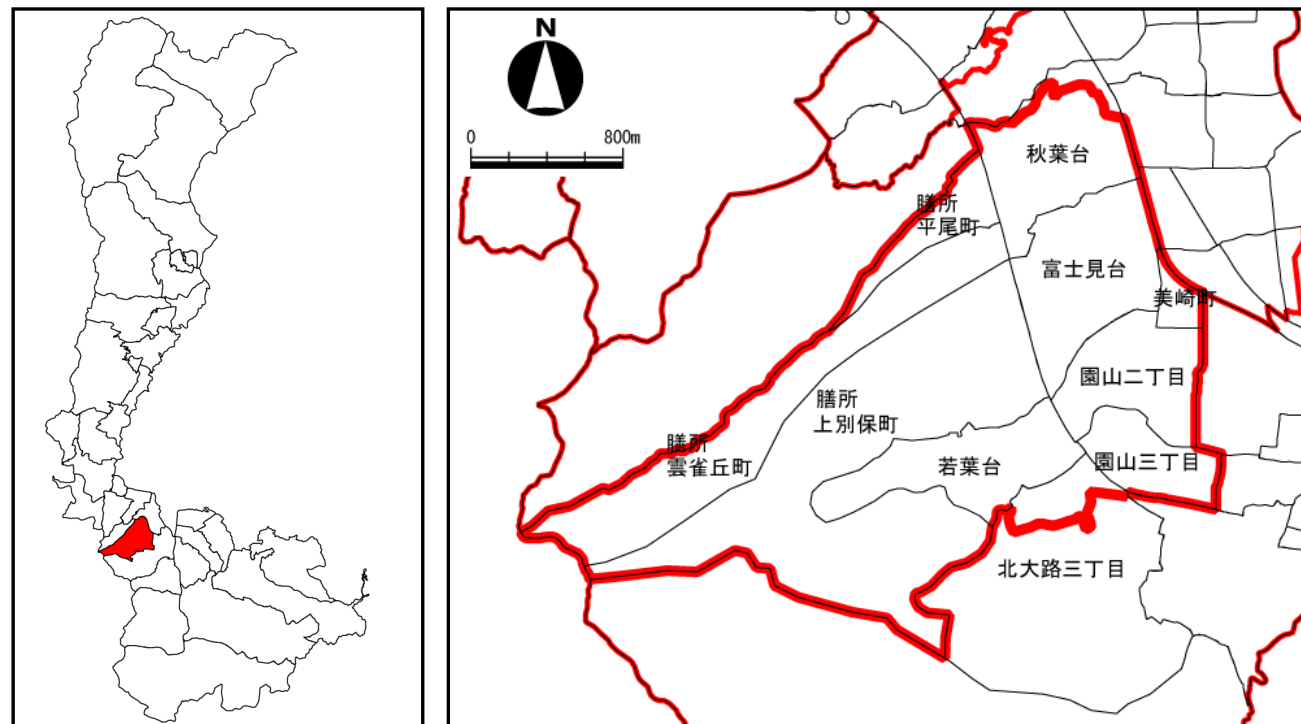 N
0 800m
秋葉台
膳所
平尾町
富士見台
美崎町
園山二丁目
膳所
上別保町
膳所
雲雀丘町
若葉台
園山三丁目
北大路三丁目